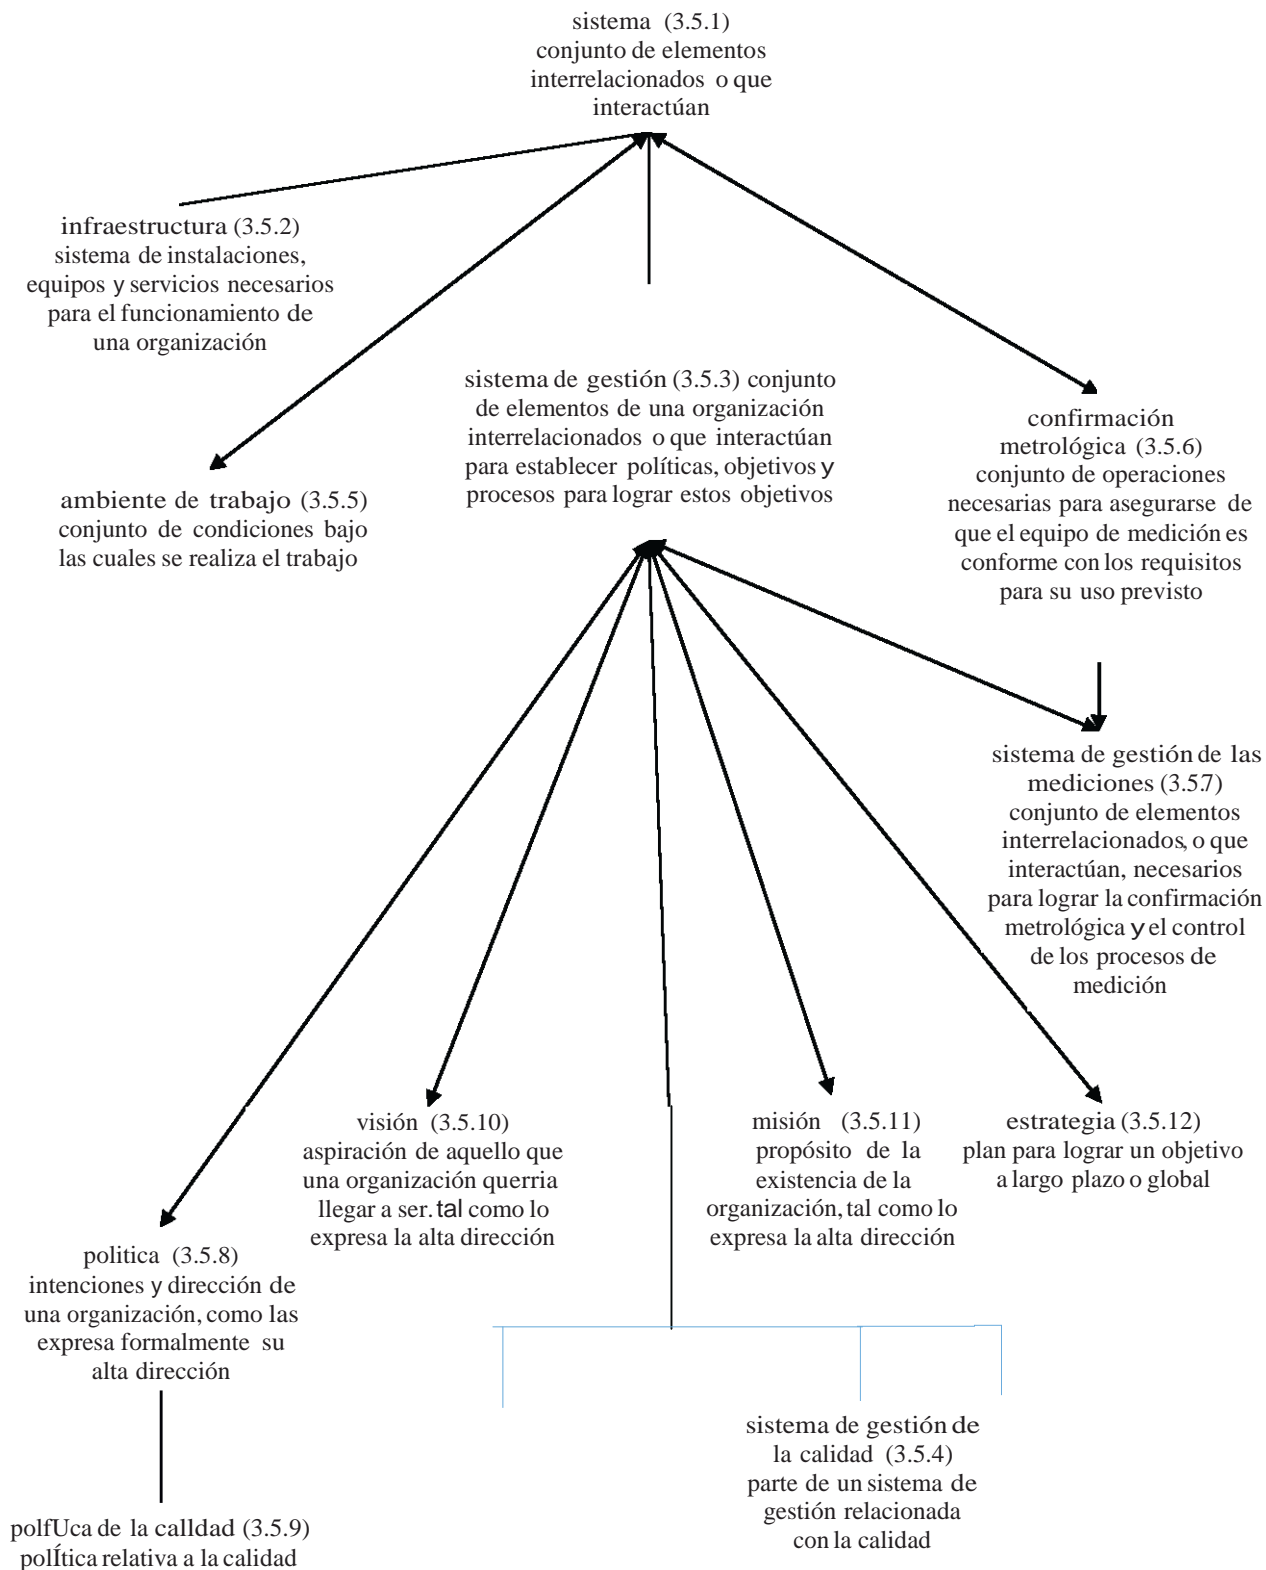 sistema (3.5.1)
conjunto de elementos
interrelacionados o que
interactúan
infraestructura (3.5.2)
sistema de instalaciones,
equipos y servicios necesarios
para el funcionamiento de
una organización
sistema de gestión (3.5.3) conjunto
de elementos de una organización
interrelacionados o que interactúan
para establecer políticas, objetivos y
procesos para lograr estos objetivos
confirmación
metrológica (3.5.6)
conjunto de operaciones
necesarias para asegurarse de
que el equipo de medición es
conforme con los requisitos
para su uso previsto
ambiente de trabajo (3.5.5)
conjunto de condiciones bajo
las cuales se realiza el trabajo
sistema de gestión de las
mediciones (3.5.7)
conjunto de elementos
interrelacionados, o que
interactúan, necesarios
para lograr la confirmación
metrológica y el control
de los procesos de
medición
visión (3.5.10)
aspiración de aquello que
una organización querria
llegar a ser. tal como lo
expresa la alta dirección
misión (3.5.11)
propósito de la
existencia de la
organización, tal como lo
expresa la alta dirección
estrategia (3.5.12)
plan para lograr un objetivo
a largo plazo o global
politica (3.5.8)
intenciones y dirección de
una organización, como las
expresa formalmente su
alta dirección
sistema de gestión de
la calidad (3.5.4)
parte de un sistema de
gestión relacionada
con la calidad
polfUca de la calldad (3.5.9)
polÍtica relativa a la calidad